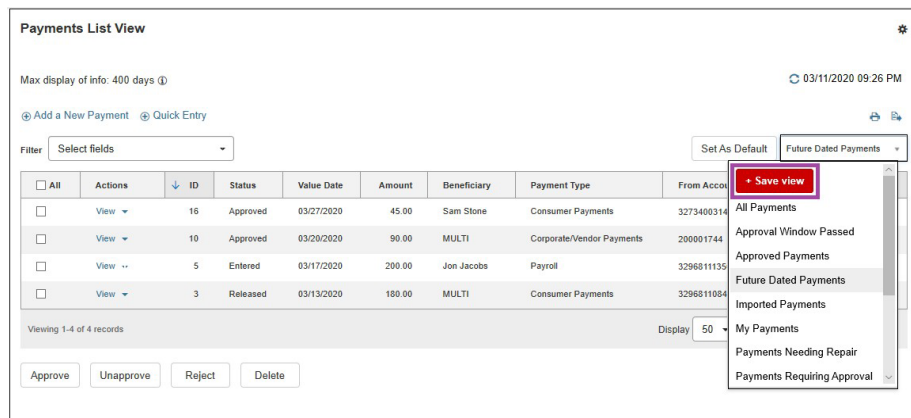 Payments List View
Max display of info: 400 days
03/11/2020 09:26 PM
Add a New Payment Quick Entry
Filter Select fields Set As Default Future Dated Payments
All Actions ID Status Value Date Amount Beneficiary Payment Type From Accou
+ Save view
View 16 Approved 03/27/2020 45.00 Sam Stone Consumer Payments 3273400314
All Payments
Approval Window Passed
View 10 Approved 03/20/2020 90.00 MULTI Corporate/Vendor Payments 200001744
Approved Payments
View 5 Entered 03/17/2020 200.00 Jon Jacobs Payroll 3296811135
Future Dated Payments
View 3 Released 03/13/2020 180.00 MULTI Consumer Payments 3296811084
Imported Payments
Viewing 1-4 of 4 records Display 50
My Payments
Payments Needing Repair
Approve Unapprove Reject Delete
Payments Requiring Approval